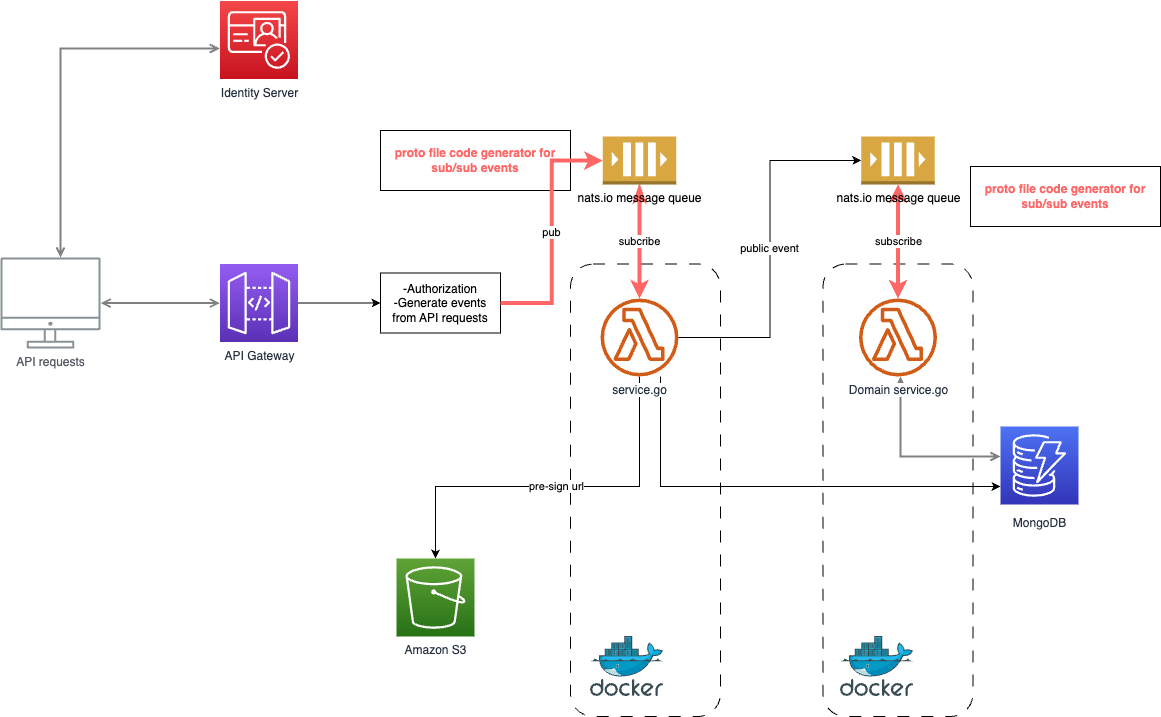 Identity Server
proto file code generator for
sub/sub events
nats.io message queue
nats.io message queue
proto file code generator for
sub/sub events
pub
subcribe
public event
subscribe
API requests
</>
API Gateway
-Authorization
-Generate events
from API requests
service.go
Domain service.go
pre-sign url
MongoDB
Amazon S3
docker
docker